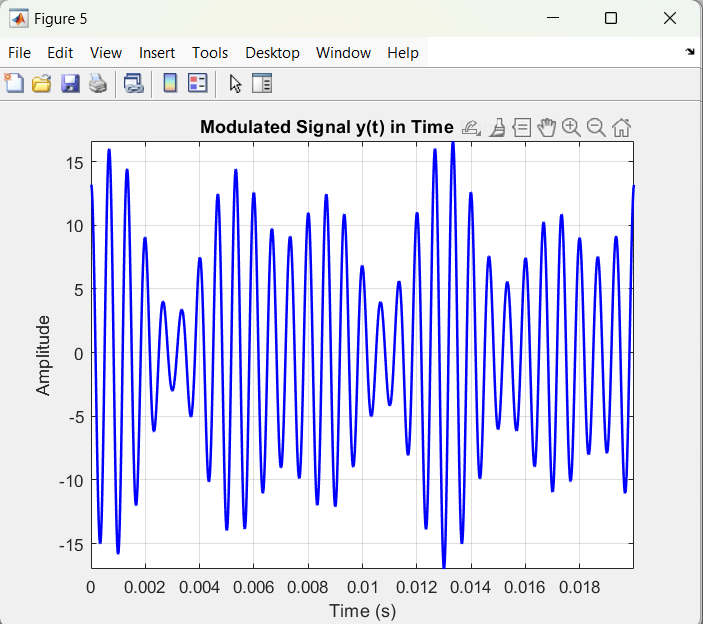 Figure 5
File Edit View Insert Tools Desktop Window Help
Modulated Signal y(t) in Time
15
10
5
0
-5
-10
-15
Amplitude
0 0.002 0.004 0.006 0.008 0.01 0.012 0.014 0.016 0.018
Time (s)